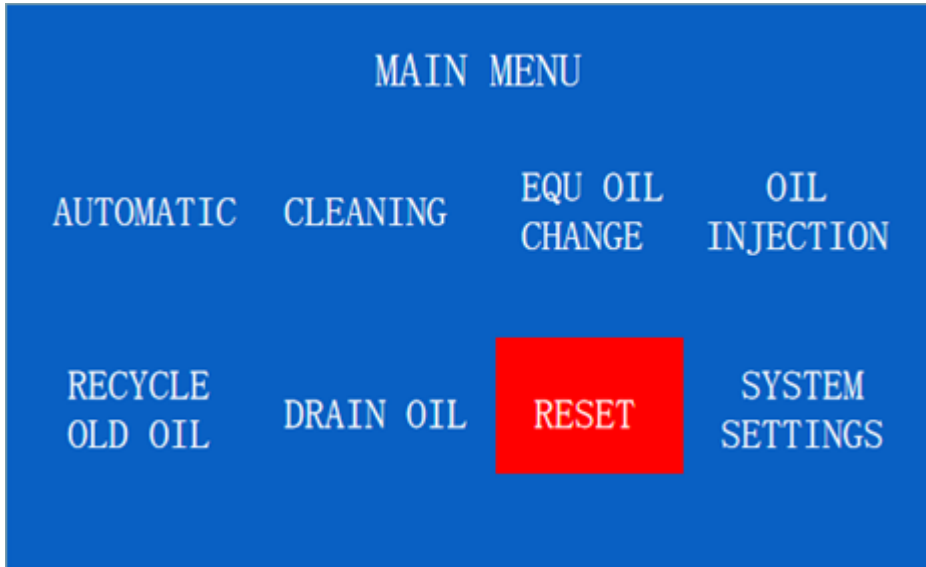 MAIN MENU
AUTOMATIC
CLEANING
EQU OIL
CHANGE
OIL
INJECTION
RECYCLE
OLD OIL
DRAIN OIL
RESET
SYSTEM
SETTINGS